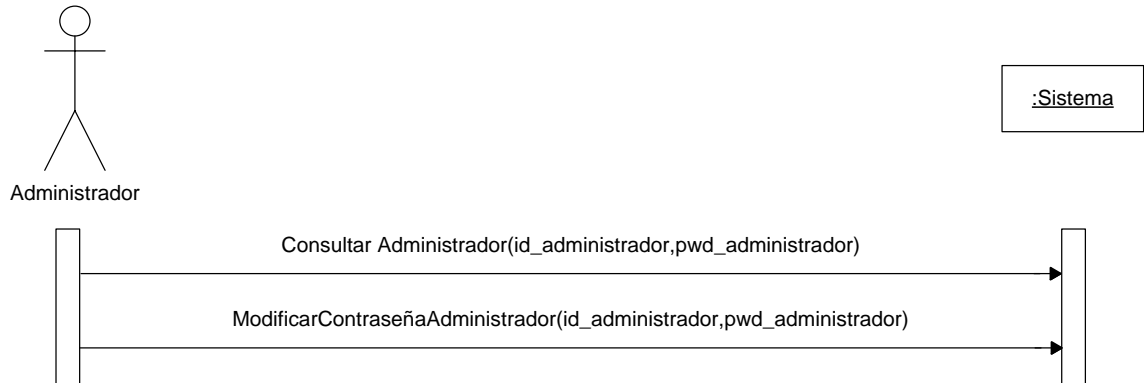 :Sistema
Administrador
Consultar Administrador(id_administrador,pwd_administrador)
ModificarContraseñaAdministrador(id_administrador,pwd_administrador)